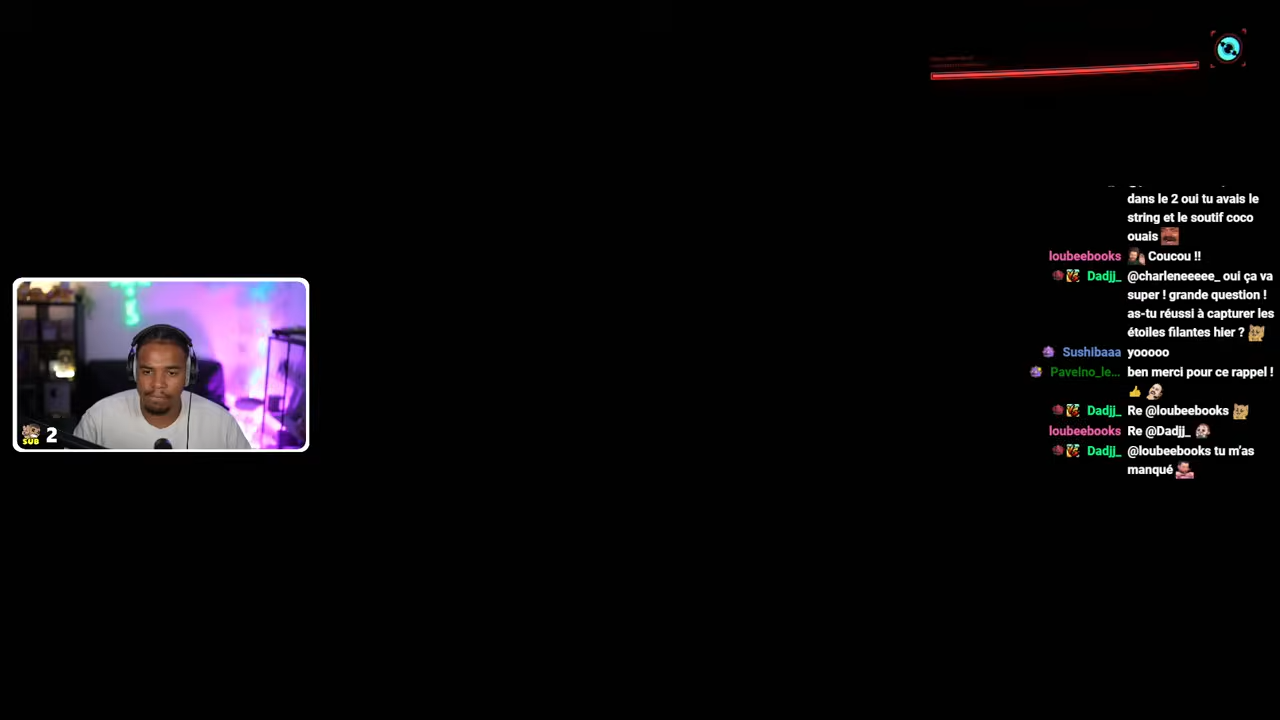 dans le 2 oui tu avais le
string et le soutif coco
ouais
loubeebooks Coucou !!
Dadjj_ @charleneeeee_ oui ça va
super ! grande question !
as-tu réussi à capturer les
étoiles filantes hier ?
Sushibaaa yooooo
Pavelno_le... ben merci pour ce rappel !
Dadjj_ Re @loubeebooks
loubeebooks Re @Dadjj_
Dadjj_ @loubeebooks tu m'as
manqué
SUB 2